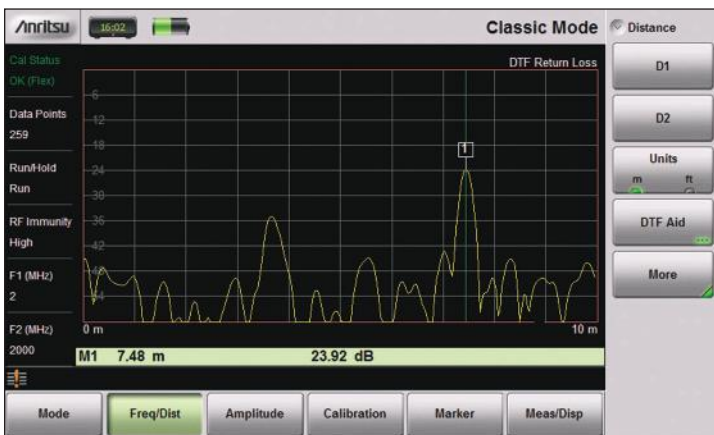 Anritsu
16:02
Classic Mode
Distance
Cal Status
OK (Flex)
DTF Return Loss
D1
Data Points
259
D2
Run/Hold
Run
Units
m ft
RF Immunity
High
DTF Aid
F1 (MHz)
2
More
F2 (MHz)
2000
6
12
18
24
30
36
42
48
54
1
0 m
10 m
M1 7.48 m 23.92 dB
Mode
Freq/Dist
Amplitude
Calibration
Marker
Meas/Disp